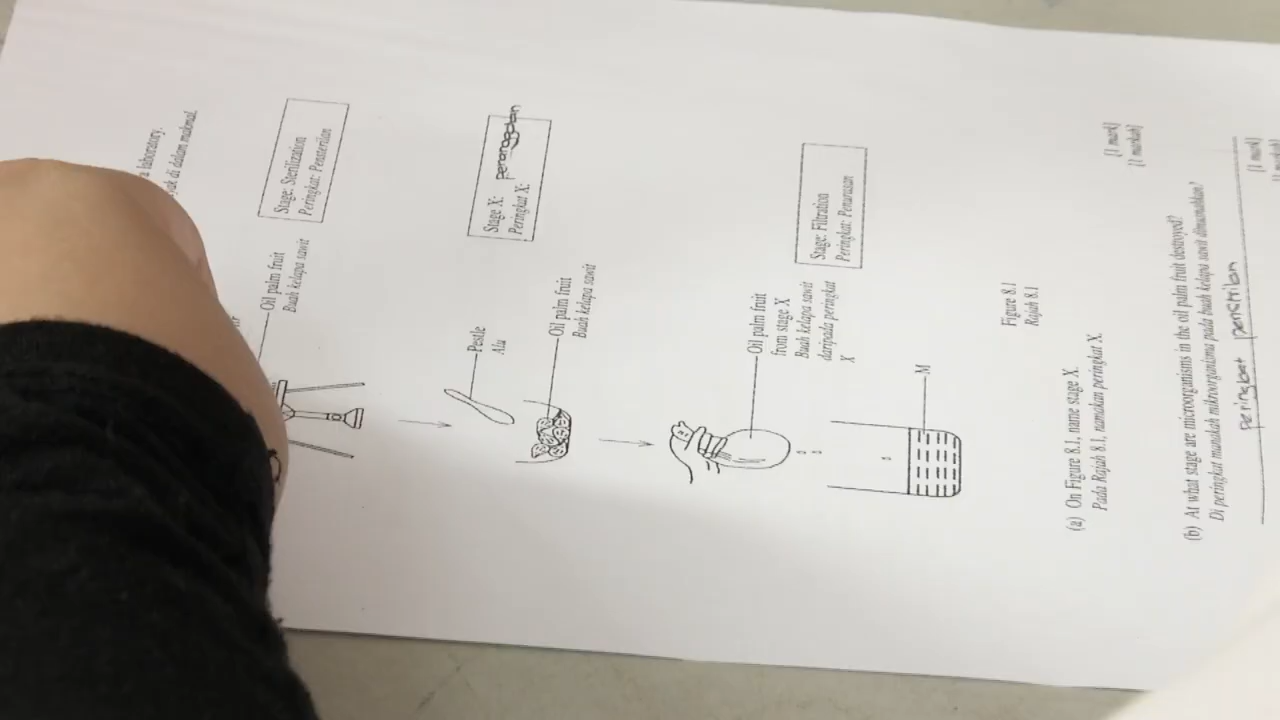 a laboratory.
di dalam makmal.
Stage: Sterilization
Peringkat: Pensterilan
Oil palm fruit
Buah kelapa sawit
Stage X:
Peringkat X:
Pestle
Alu
Oil palm fruit
Buah kelapa sawit
Stage: Filtration
Peringkat: Penurasan
Oil palm fruit
from stage X
Buah kelapa sawit
daripada peringkat
X
M
Figure 8.1
Rajah 8.1
(a) On Figure 8.1, name stage X.
Pada Rajah 8.1, namakan peringkat X.
[1 mark]
[1 markah]
(b) At what stage are microorganisms in the oil palm fruit destroyed?
Di peringkat manakah mikroorganisma pada buah kelapa sawit dimusnahkan?
[1 mark]